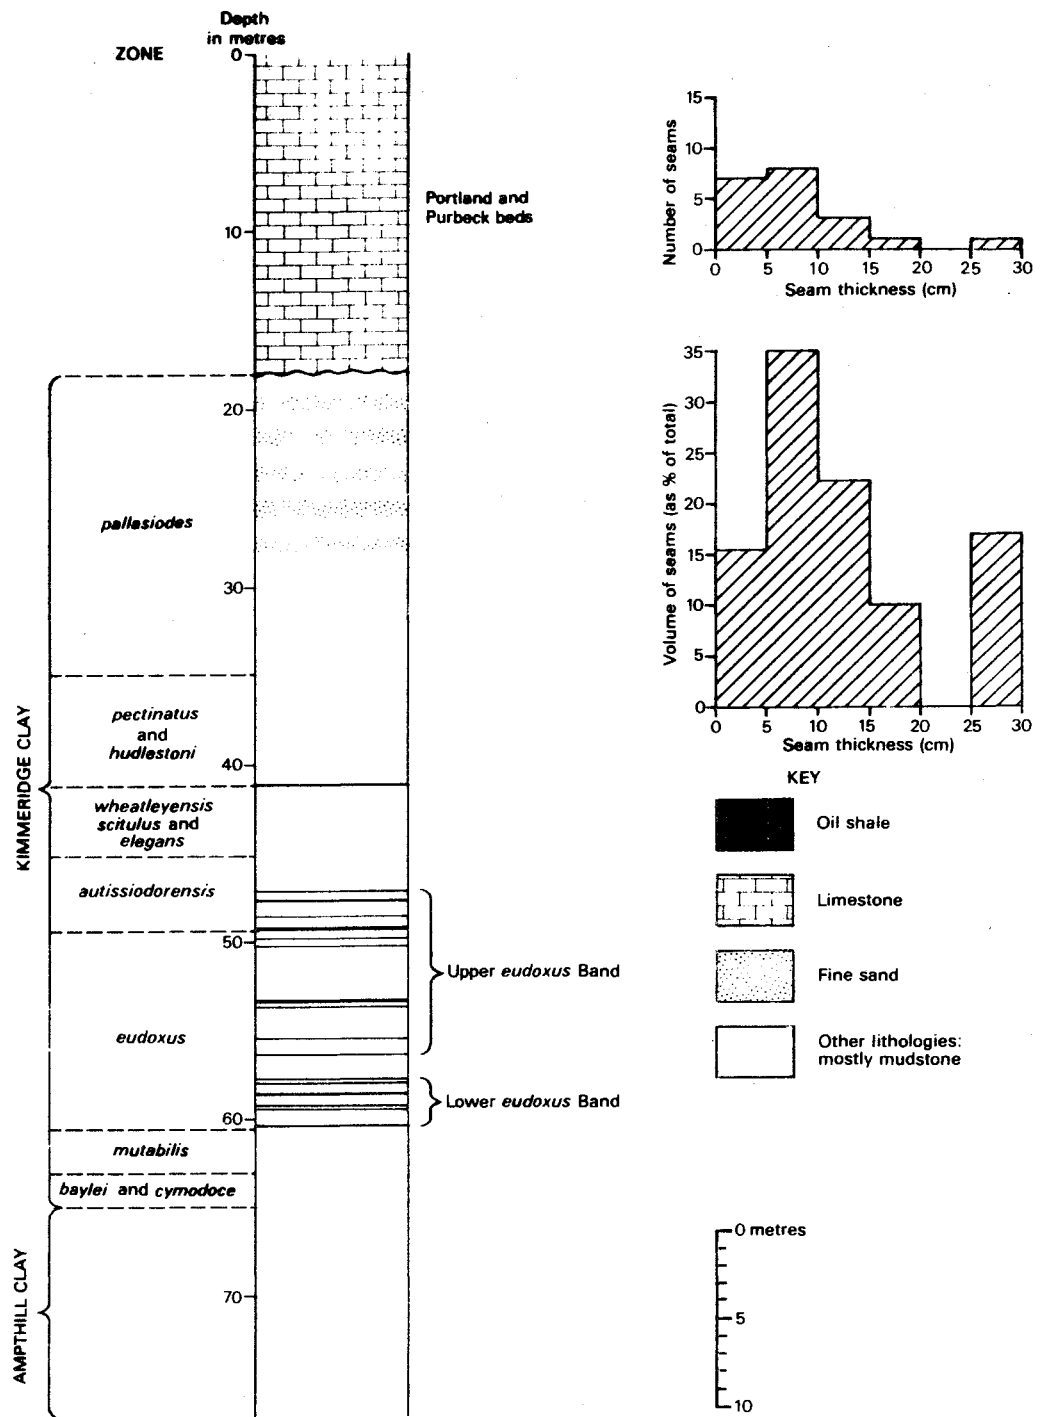 Depth
in metres
ZONE
0
10
20
30
40
50
60
70
Portland and
Purbeck beds
KIMMERIDGE CLAY
pallasiodes
pectinatus
and
hudlestoni
wheatleyensis
scitulus and
elegans
autissiodorensis
eudoxus
mutabilis
baylei and cymodoce
AMPTHILL CLAY
Upper eudoxus Band
Lower eudoxus Band
Number of seams
15
10
5
0
0 5 10 15 20 25 30
Seam thickness (cm)
Volume of seams (as % of total)
35
30
25
20
15
10
5
0
0 5 10 15 20 25 30
Seam thickness (cm)
KEY
Oil shale
Limestone
Fine sand
Other lithologies:
mostly mudstone
0 metres
5
10